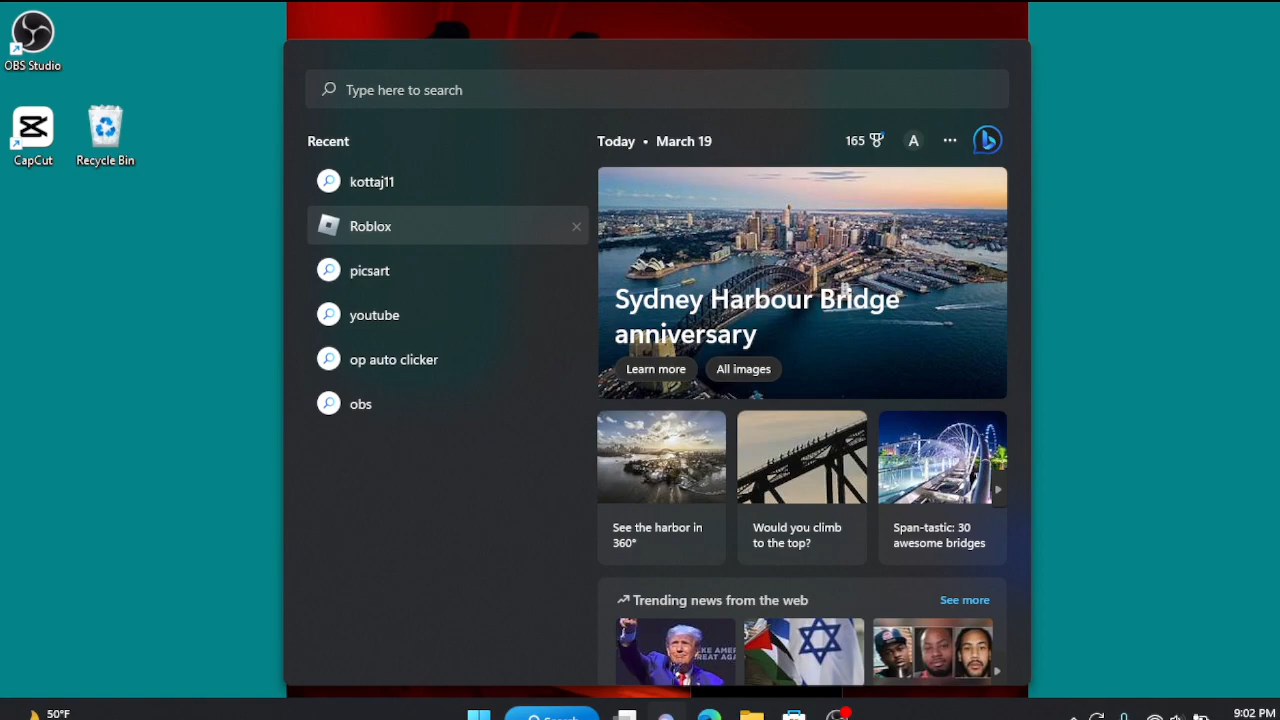 OBS Studio
CapCut
Recycle Bin
Type here to search
Recent
kottaj11
Roblox
picsart
youtube
op auto clicker
obs
Today • March 19
165
A
Sydney Harbour Bridge
anniversary
Learn more
All images
See the harbor in
360°
Would you climb
to the top?
Span-tastic: 30
awesome bridges
Trending news from the web
See more
50°F
Search
9:02 PM